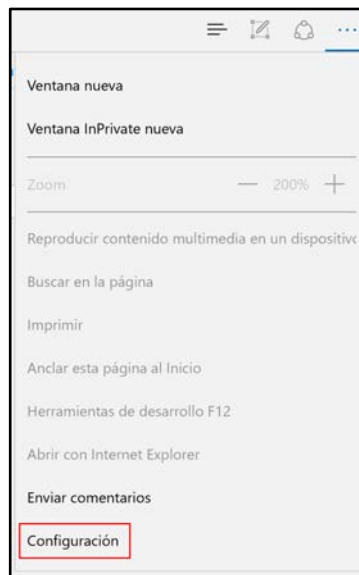 Ventana nueva
Ventana InPrivate nueva
Zoom — 200% +
Reproducir contenido multimedia en un dispositivo
Buscar en la página
Imprimir
Anclar esta página al Inicio
Herramientas de desarrollo F12
Abrir con Internet Explorer
Enviar comentarios
Configuración